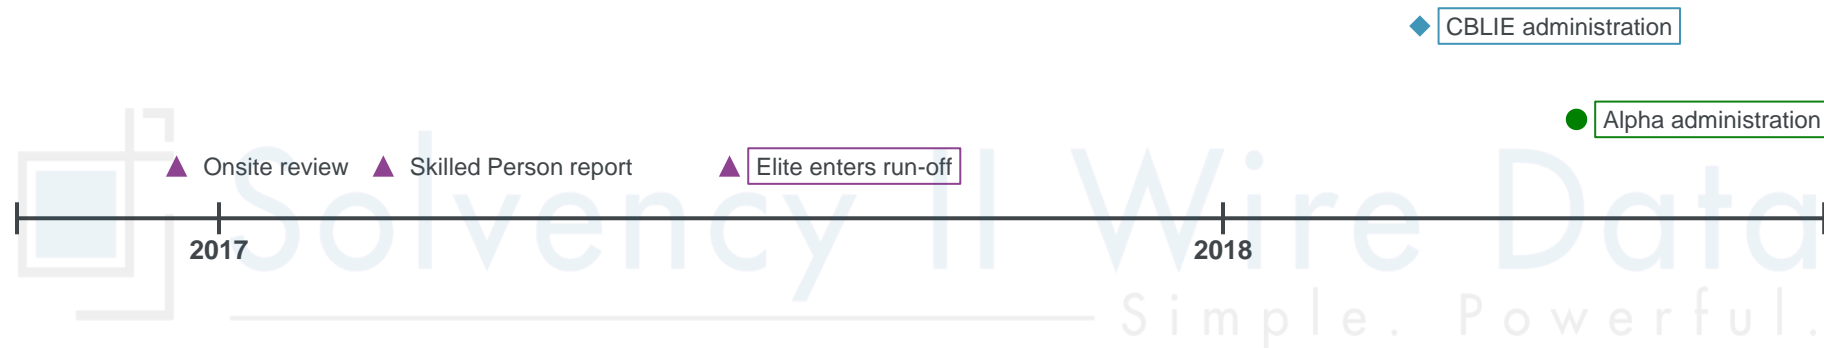 CBLIE administration
Alpha administration
Onsite review
Skilled Person report
Elite enters run-off
2017
2018
Solvency II Wire Data
Simple. Powerful.